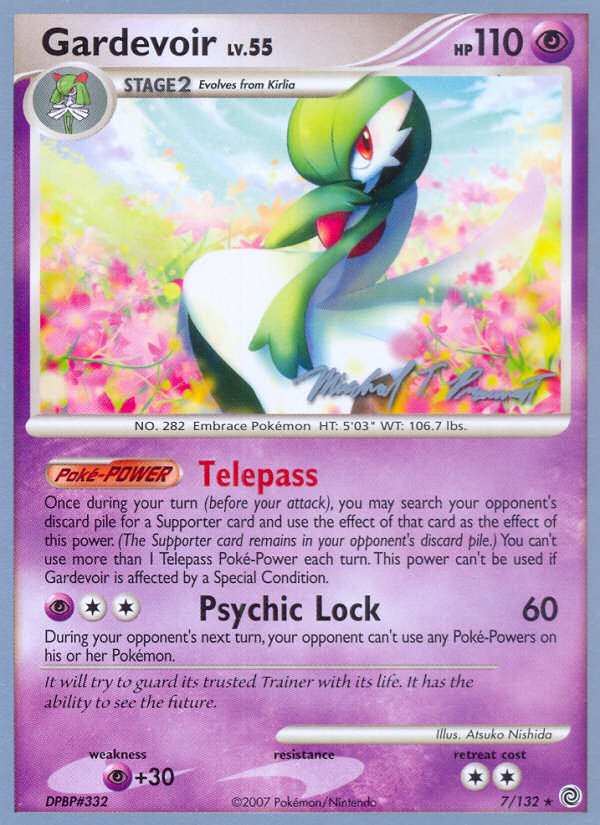 Gardevoir LV.55
HP 110
STAGE2 Evolves from Kirlia
NO. 282 Embrace Pokémon HT: 5'03" WT: 106.7 lbs.
Poké-POWER Telepass
Once during your turn (before your attack), you may search your opponent's
discard pile for a Supporter card and use the effect of that card as the effect of
this power. (The Supporter card remains in your opponent's discard pile.) You can't
use more than 1 Telepass Poké-Power each turn. This power can't be used if
Gardevoir is affected by a Special Condition.
Psychic Lock 60
During your opponent's next turn, your opponent can't use any Poké-Powers on
his or her Pokémon.
It will try to guard its trusted Trainer with its life. It has the
ability to see the future.
Illus. Atsuko Nishida
weakness resistance retreat cost
+30
DPBP#332 ©2007 Pokémon/Nintendo 7/132 ★